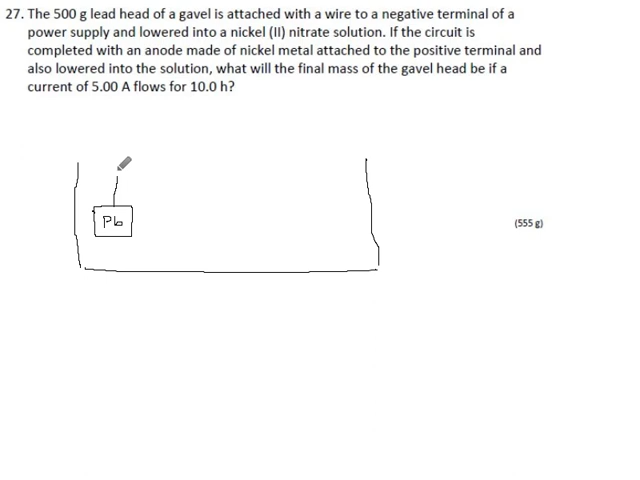 27. The 500 g lead head of a gavel is attached with a wire to a negative terminal of a
power supply and lowered into a nickel (II) nitrate solution. If the circuit is
completed with an anode made of nickel metal attached to the positive terminal and
also lowered into the solution, what will the final mass of the gavel head be if a
current of 5.00 A flows for 10.0 h?
Pb
(555 g)